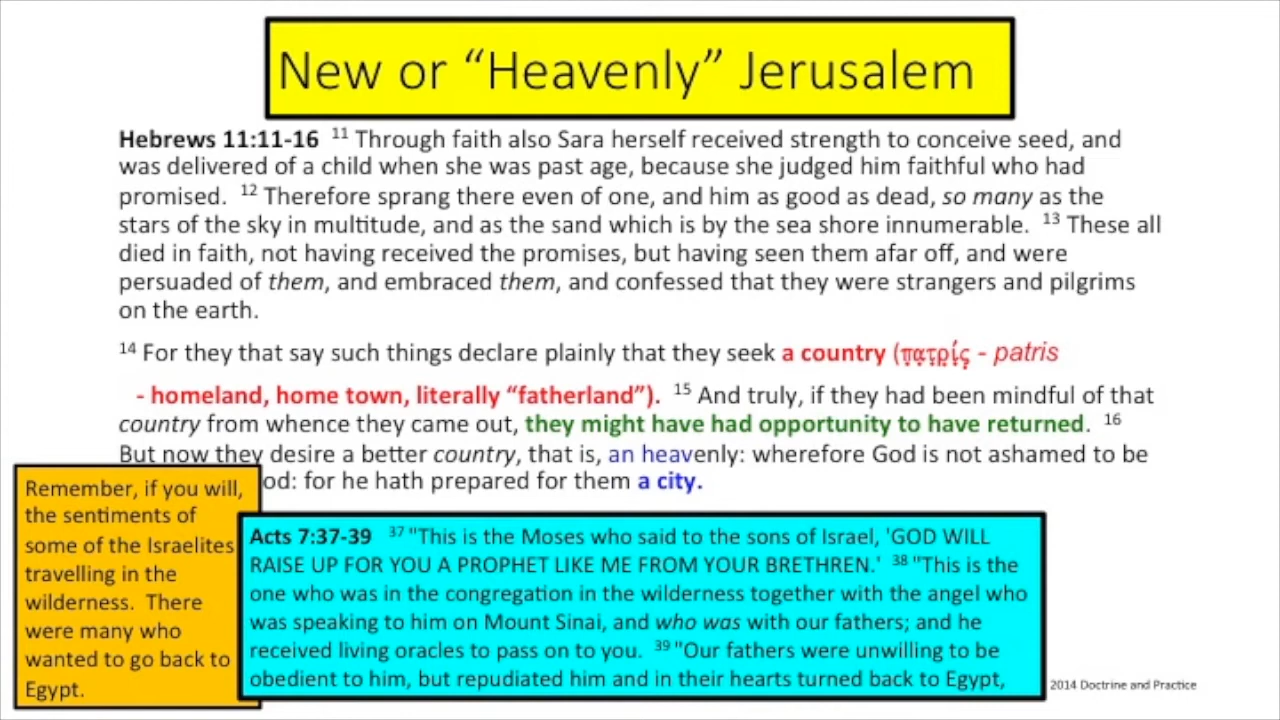 New or “Heavenly” Jerusalem
Hebrews 11:11-16 11 Through faith also Sara herself received strength to conceive seed, and
was delivered of a child when she was past age, because she judged him faithful who had
promised. 12 Therefore sprang there even of one, and him as good as dead, so many as the
stars of the sky in multitude, and as the sand which is by the sea shore innumerable. 13 These all
died in faith, not having received the promises, but having seen them afar off, and were
persuaded of them, and embraced them, and confessed that they were strangers and pilgrims
on the earth.
14 For they that say such things declare plainly that they seek a country (πατρίς - patris
- homeland, home town, literally “fatherland”). 15 And truly, if they had been mindful of that
country from whence they came out, they might have had opportunity to have returned. 16
But now they desire a better country, that is, an heavenly: wherefore God is not ashamed to be
od: for he hath prepared for them a city.
Remember, if you will,
the sentiments of
some of the Israelites
travelling in the
wilderness. There
were many who
wanted to go back to
Egypt.
Acts 7:37-39 37 "This is the Moses who said to the sons of Israel, 'GOD WILL
RAISE UP FOR YOU A PROPHET LIKE ME FROM YOUR BRETHREN.' 38 "This is the
one who was in the congregation in the wilderness together with the angel who
was speaking to him on Mount Sinai, and who was with our fathers; and he
received living oracles to pass on to you. 39 "Our fathers were unwilling to be
obedient to him, but repudiated him and in their hearts turned back to Egypt,
2014 Doctrine and Practice